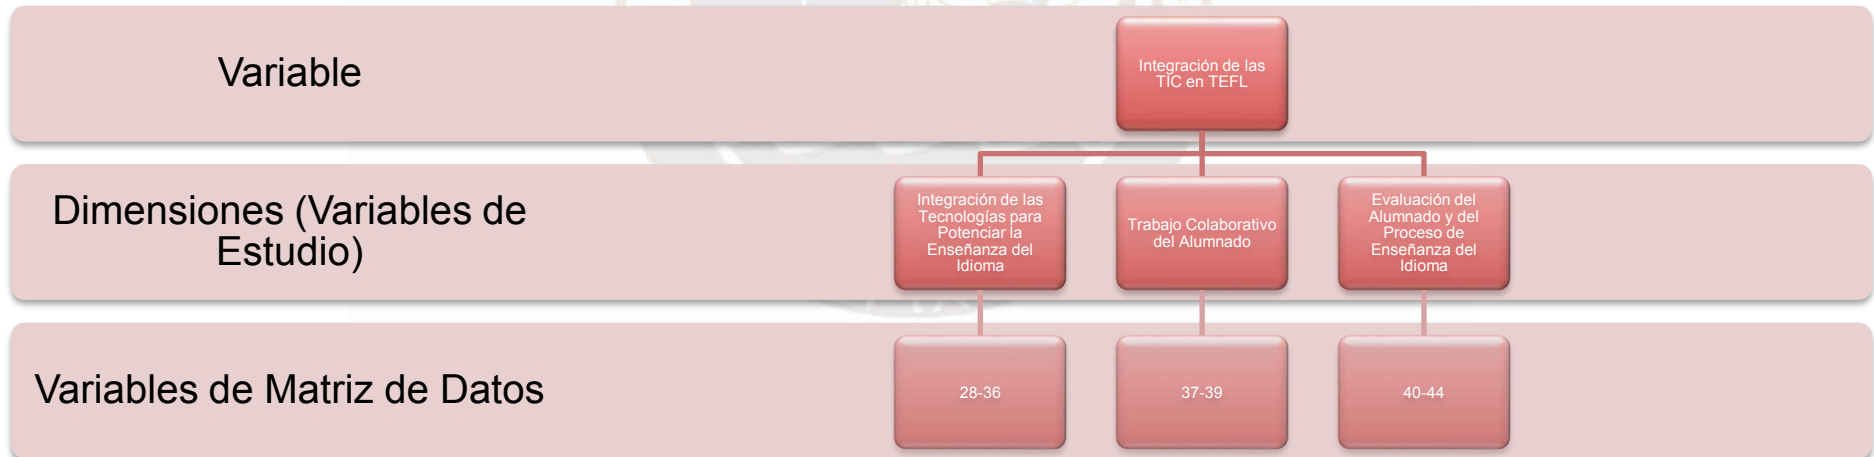 Variable
Integración de las
TIC en TEFL
Dimensiones (Variables de
Estudio)
Integración de las
Tecnologías para
Potenciar la
Enseñanza del
Idioma
Trabajo Colaborativo
del Alumnado
Evaluación del
Alumnado y del
Proceso de
Enseñanza del
Idioma
Variables de Matriz de Datos
28-36
37-39
40-44